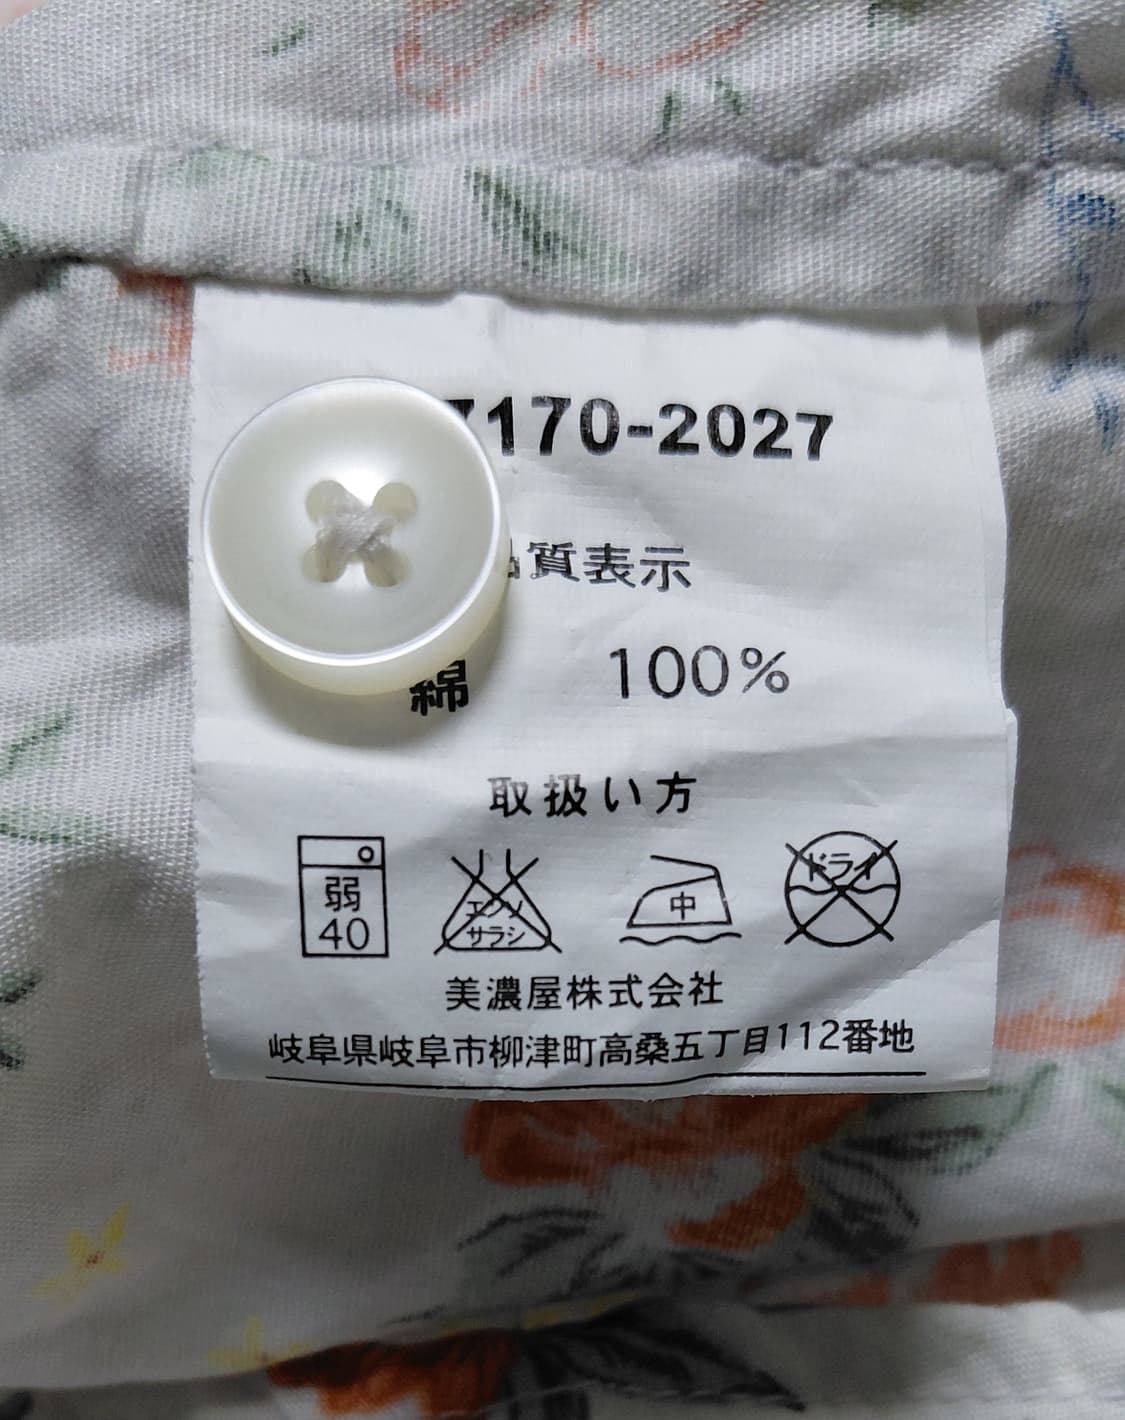 7170-2027
質表示
綿 100%
取扱い方
弱 40
エンソ サラシ
中
ドライ
美濃屋株式会社
岐阜県岐阜市柳津町高桑五丁目112番地